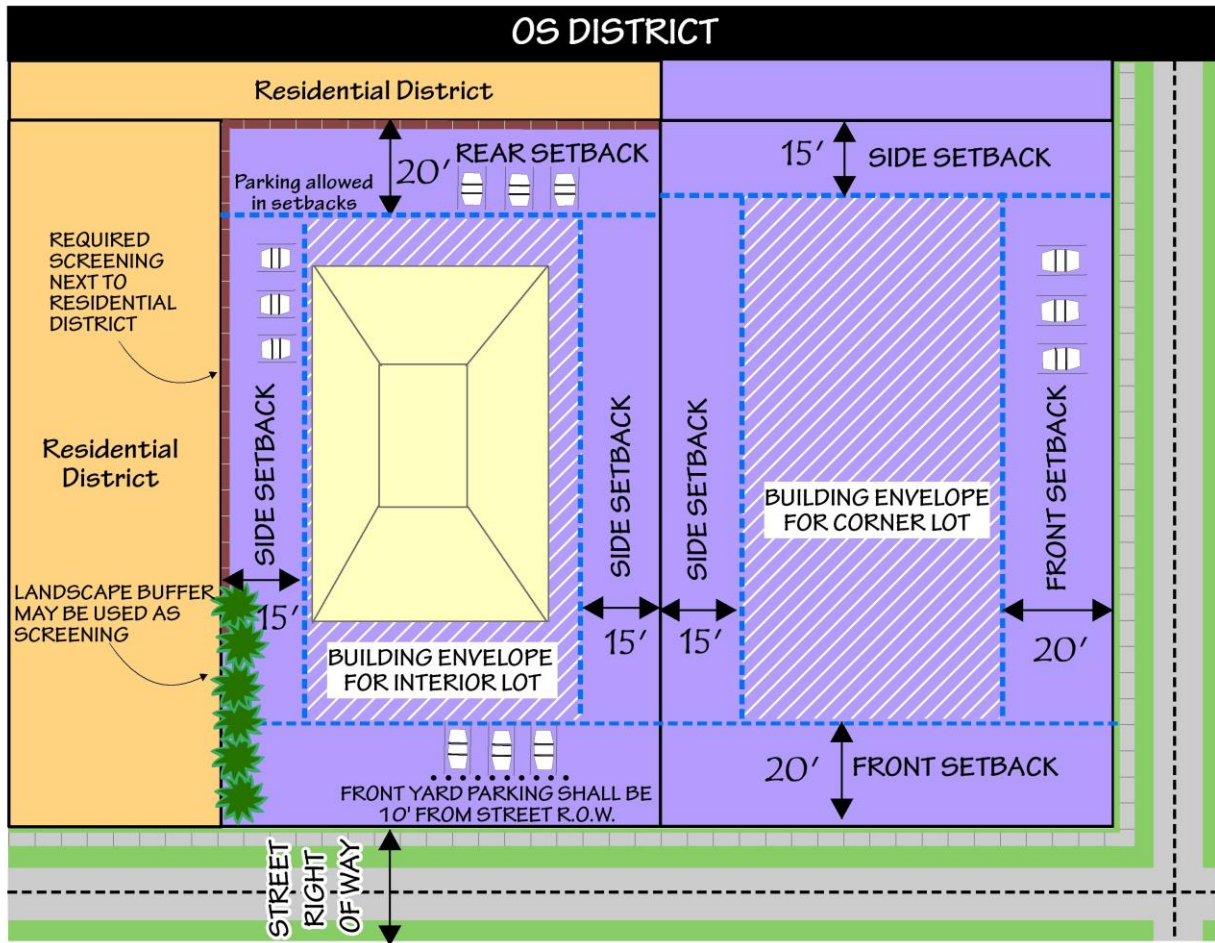 OS DISTRICT
Residential District
20'
REAR SETBACK
Parking allowed
in setbacks
15'
SIDE SETBACK
REQUIRED
SCREENING
NEXT TO
RESIDENTIAL
DISTRICT
Residential
District
LANDSCAPE BUFFER
MAY BE USED AS
SCREENING
SIDE SETBACK
15'
BUILDING ENVELOPE
FOR INTERIOR LOT
SIDE SETBACK
15'
SIDE SETBACK
15'
BUILDING ENVELOPE
FOR CORNER LOT
FRONT SETBACK
20'
20'
FRONT SETBACK
FRONT YARD PARKING SHALL BE
10' FROM STREET R.O.W.
STREET
RIGHT
OF WAY